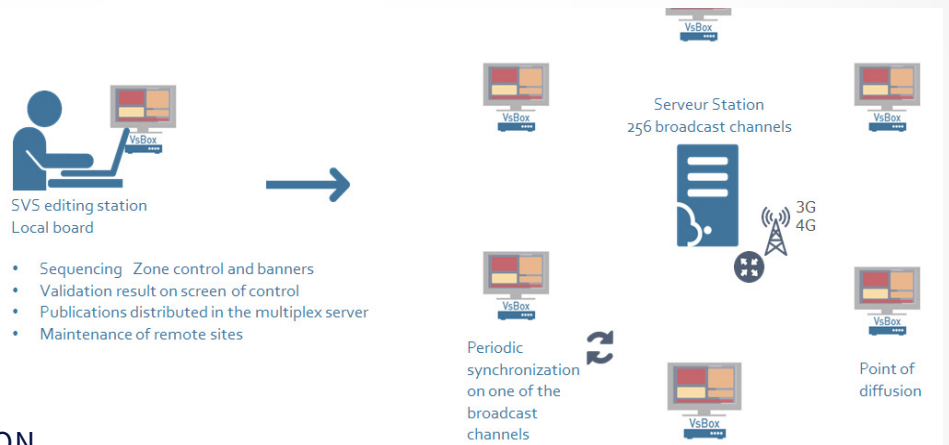 VsBox
VsBox
SVS editing station
Local board
• Sequencing Zone control and banners
• Validation result on screen of control
• Publications distributed in the multiplex server
• Maintenance of remote sites
VsBox
VsBox
Serveur Station
256 broadcast channels
3G
4G
VsBox
Periodic
synchronization
on one of the
broadcast
channels
VsBox
VsBox
Point of
diffusion
ON